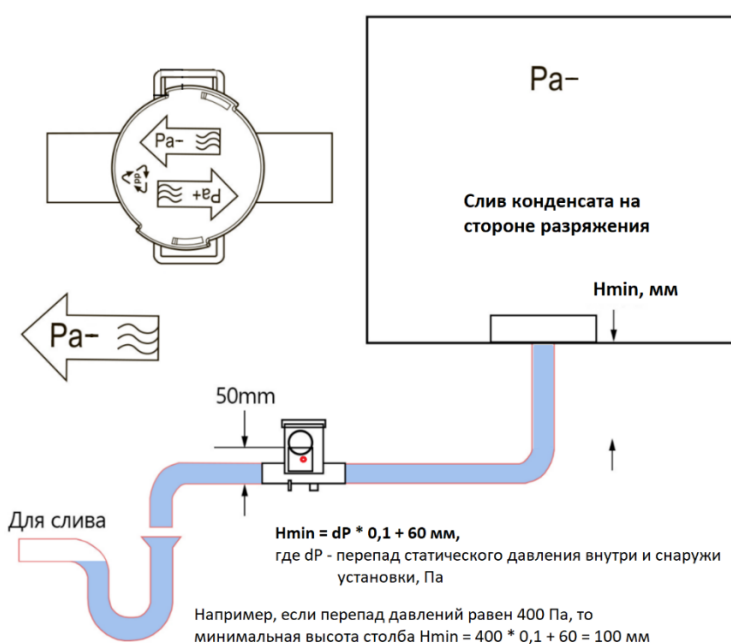 Pa-
Pa-
Pa+
PP
Слив конденсата на
стороне разряжения
Hmin, мм
Pa-
50mm
Для слива
Hmin = dP * 0,1 + 60 мм,
где dP - перепад статического давления внутри и снаружи
установки, Па
Например, если перепад давлений равен 400 Па, то
минимальная высота столба Hmin = 400 * 0,1 + 60 = 100 мм